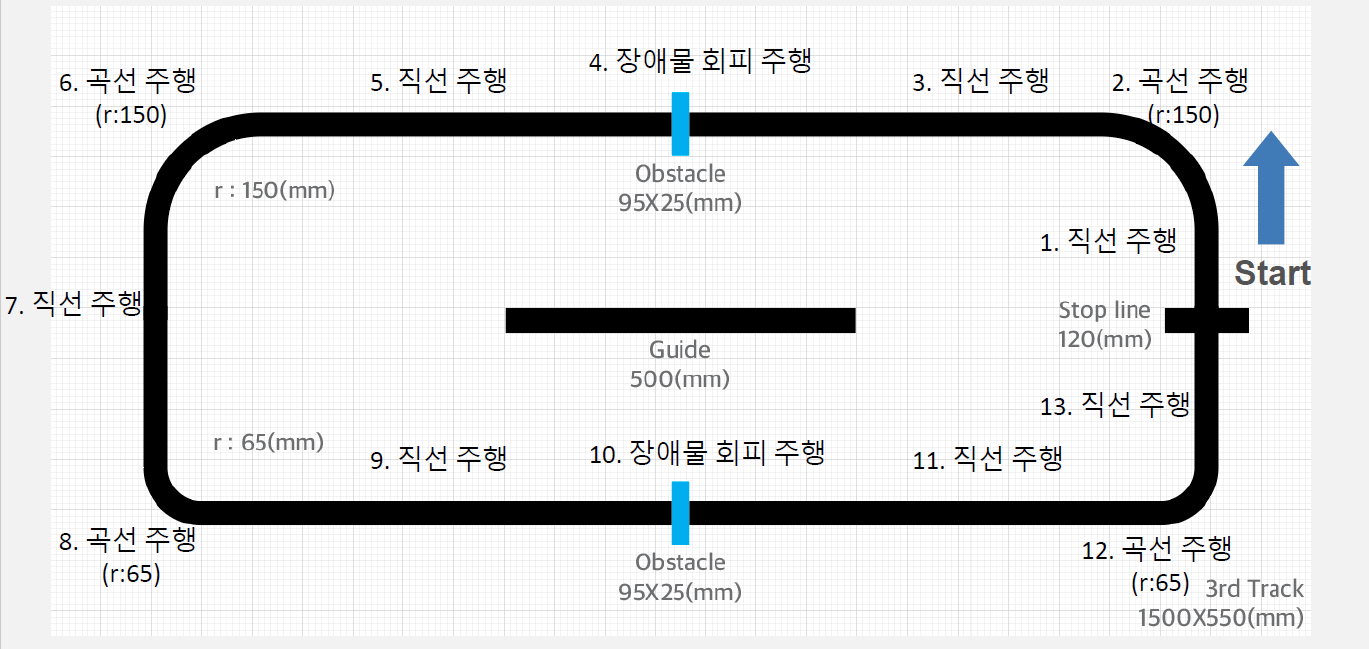 4. 장애물 회피 주행
6. 곡선 주행
(r:150)
5. 직선 주행
3. 직선 주행
2. 곡선 주행
(r:150)
Obstacle
95X25(mm)
r : 150(mm)
1. 직선 주행
Start
7. 직선 주행
Stop line
120(mm)
Guide
500(mm)
13. 직선 주행
r : 65(mm)
9. 직선 주행
10. 장애물 회피 주행
11. 직선 주행
8. 곡선 주행
(r:65)
Obstacle
95X25(mm)
12. 곡선 주행
(r:65)
3rd Track
1500X550(mm)